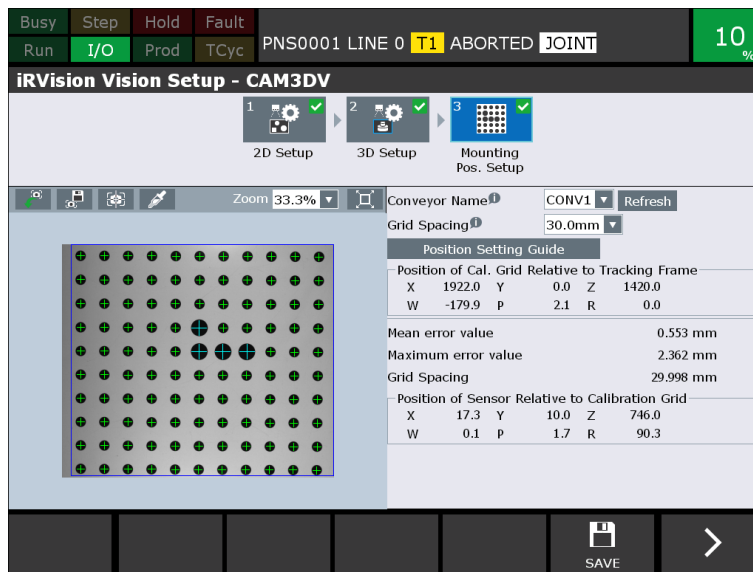 Busy Step Hold Fault
Run I/O Prod TCyc
PNS0001 LINE 0 T1 ABORTED JOINT
10
%
iRVision Vision Setup - CAM3DV
1 2 3
2D Setup 3D Setup Mounting
Pos. Setup
Zoom 33.3%
Conveyor Name CONV1 Refresh
Grid Spacing 30.0mm
Position Setting Guide
Position of Cal. Grid Relative to Tracking Frame
X 1922.0 Y 0.0 Z 1420.0
W -179.9 P 2.1 R 0.0
Mean error value 0.553 mm
Maximum error value 2.362 mm
Grid Spacing 29.998 mm
Position of Sensor Relative to Calibration Grid
X 17.3 Y 10.0 Z 746.0
W 0.1 P 1.7 R 90.3
SAVE